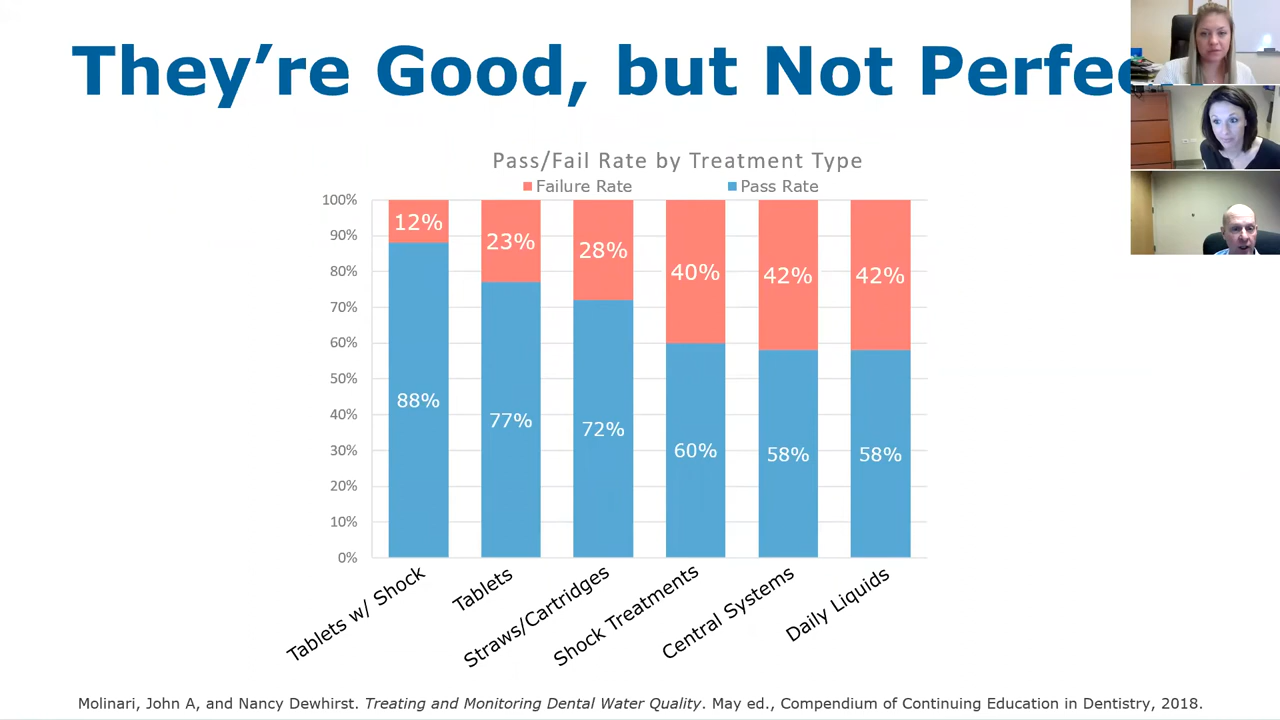 They’re Good, but Not Perfe
Pass/Fail Rate by Treatment Type
Failure Rate Pass Rate
100%
90%
80%
70%
60%
50%
40%
30%
20%
10%
0%
12% 23% 28% 40% 42% 42%
88% 77% 72% 60% 58% 58%
Tablets w/ Shock
Tablets
Straws/Cartridges
Shock Treatments
Central Systems
Daily Liquids
Molinari, John A, and Nancy Dewhirst. Treating and Monitoring Dental Water Quality. May ed., Compendium of Continuing Education in Dentistry, 2018.